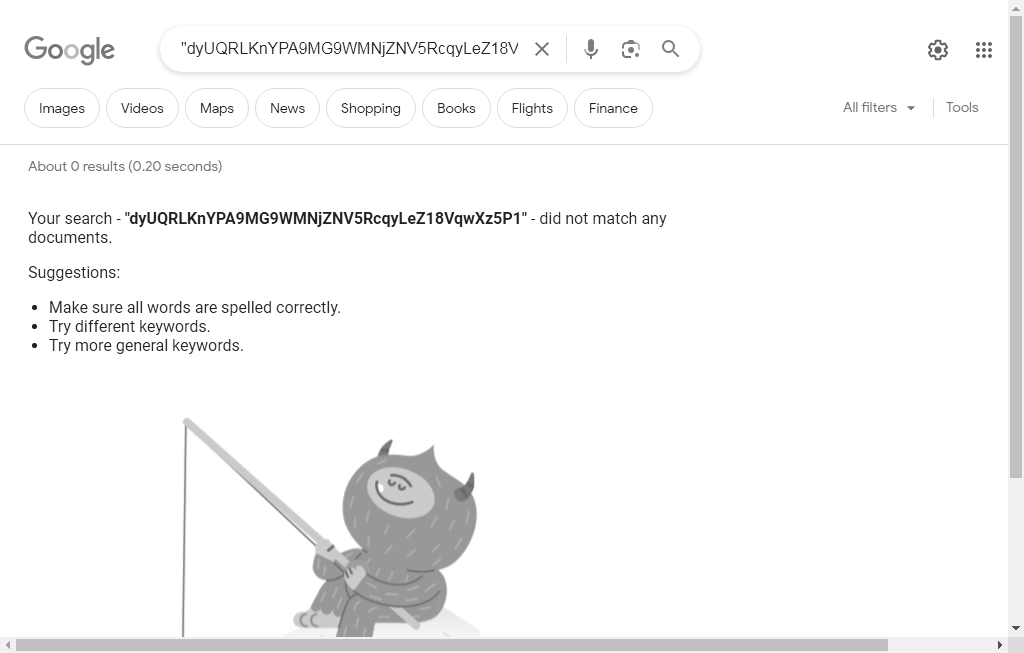 Google
"dyUQRLKnYPA9MG9WMNjZNV5RcqyLeZ18V
Images Videos Maps News Shopping Books Flights Finance All filters Tools
About 0 results (0.20 seconds)
Your search - "dyUQRLKnYPA9MG9WMNjZNV5RcqyLeZ18VqwXz5P1" - did not match any
documents.
Suggestions:
Make sure all words are spelled correctly.
Try different keywords.
Try more general keywords.